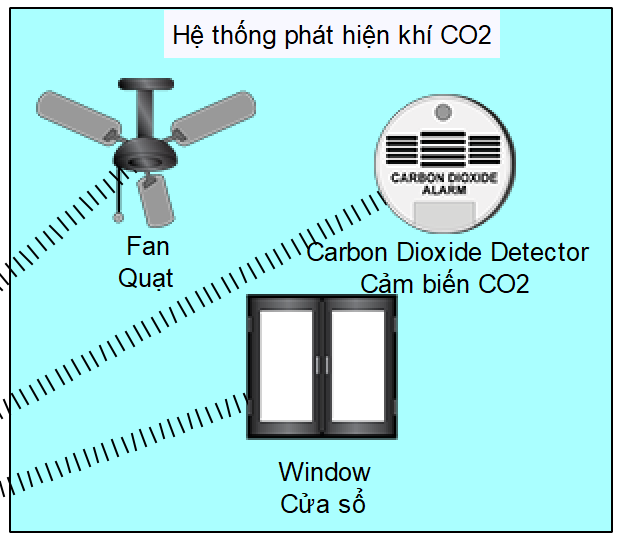 Hệ thống phát hiện khí CO2
CARBON DIOXIDE
ALARM
Fan
Quạt
Carbon Dioxide Detector
Cảm biến CO2
Window
Cửa sổ